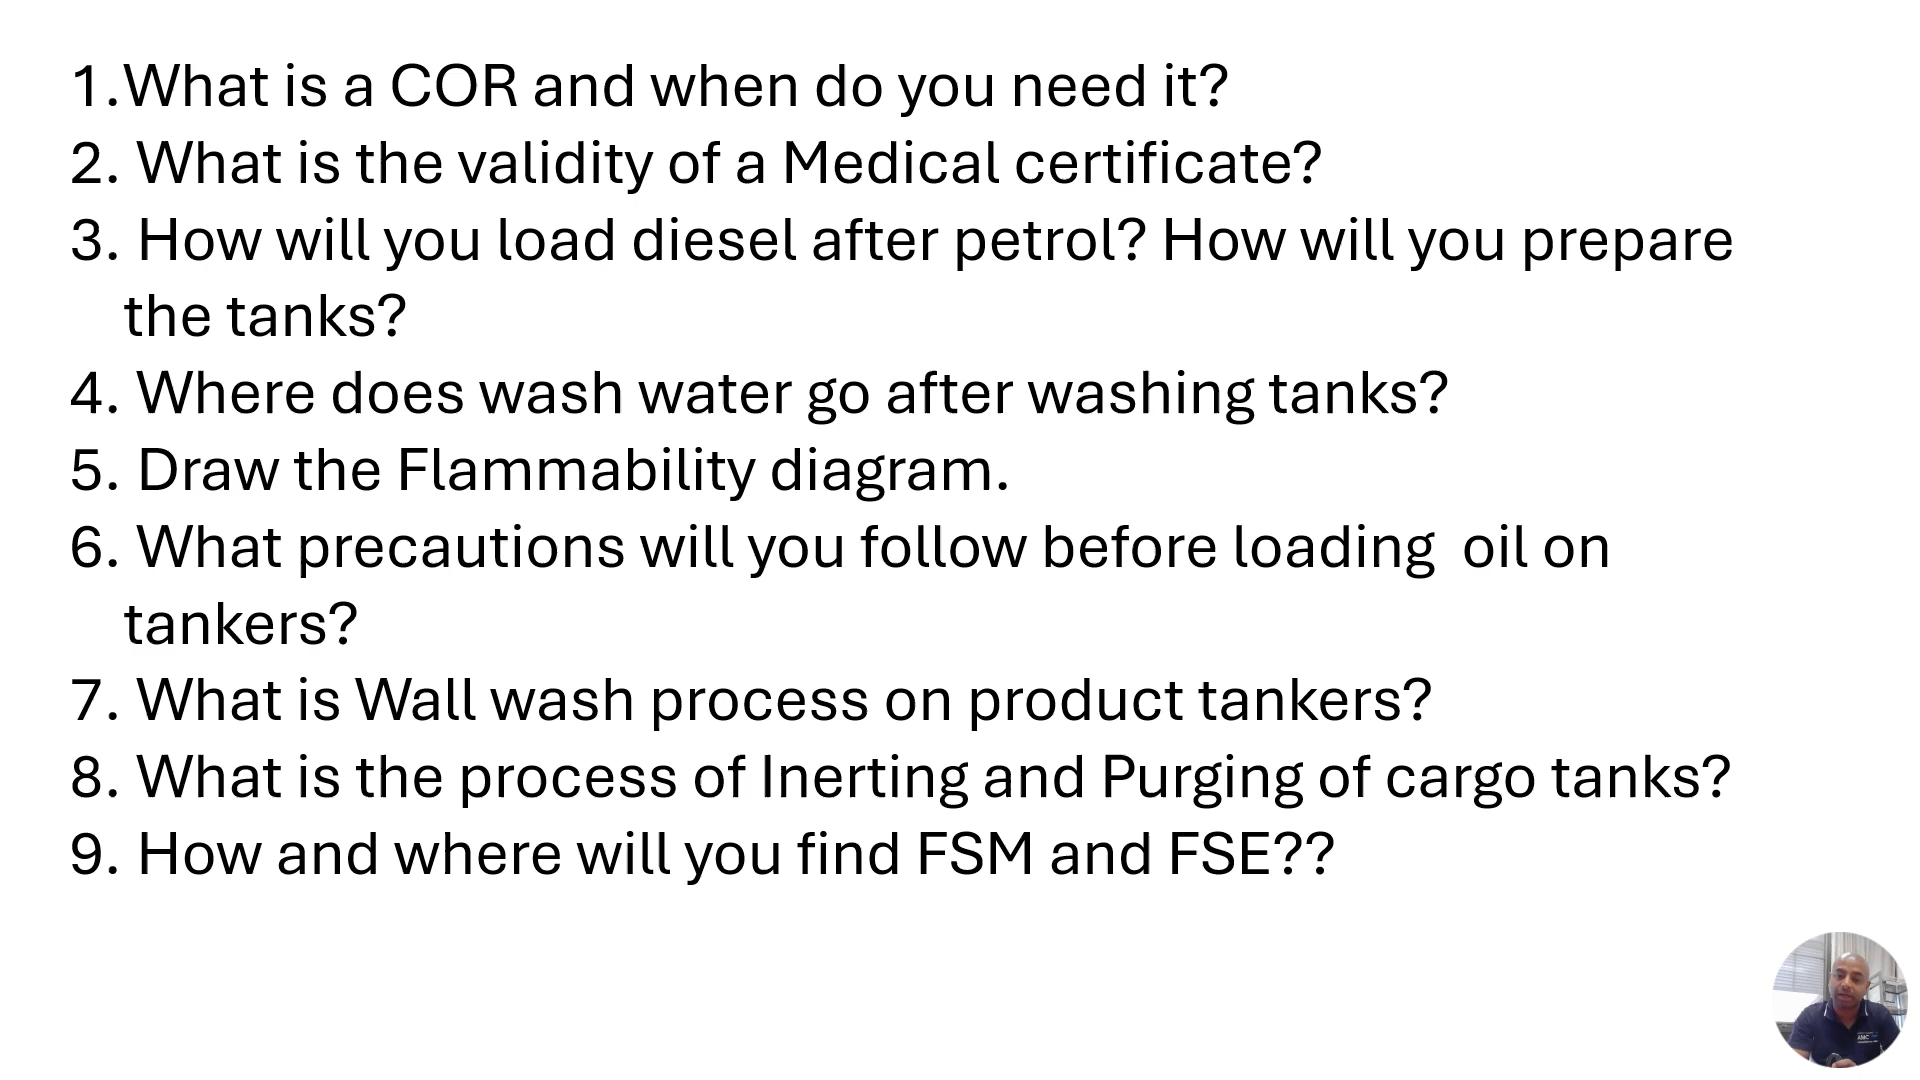 1.What is a COR and when do you need it?
2. What is the validity of a Medical certificate?
3. How will you load diesel after petrol? How will you prepare
the tanks?
4. Where does wash water go after washing tanks?
5. Draw the Flammability diagram.
6. What precautions will you follow before loading  oil on
tankers?
7. What is Wall wash process on product tankers?
8. What is the process of Inerting and Purging of cargo tanks?
9. How and where will you find FSM and FSE??
AMC